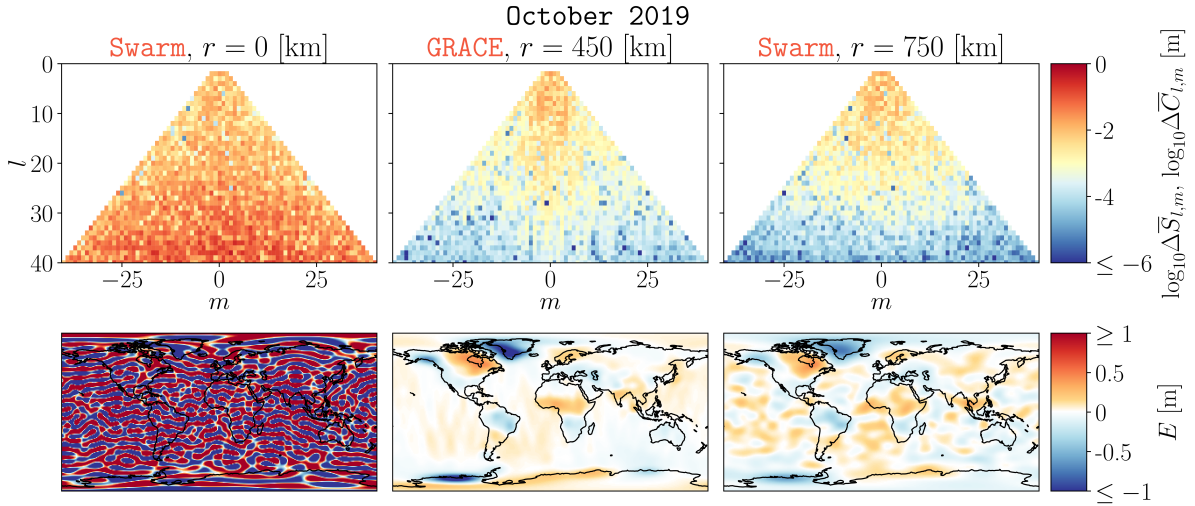 October 2019
Swarm, r = 0 [km]
GRACE, r = 450 [km]
Swarm, r = 750 [km]
0
10
20
30
40
l
−25 0 25
m
−25 0 25
m
−25 0 25
m
0
-2
-4
≤ −6
log₁₀ΔS̅ₗ,ₘ, log₁₀ΔC̅ₗ,ₘ [m]
≥ 1
0.5
0
-0.5
≤ −1
E [m]